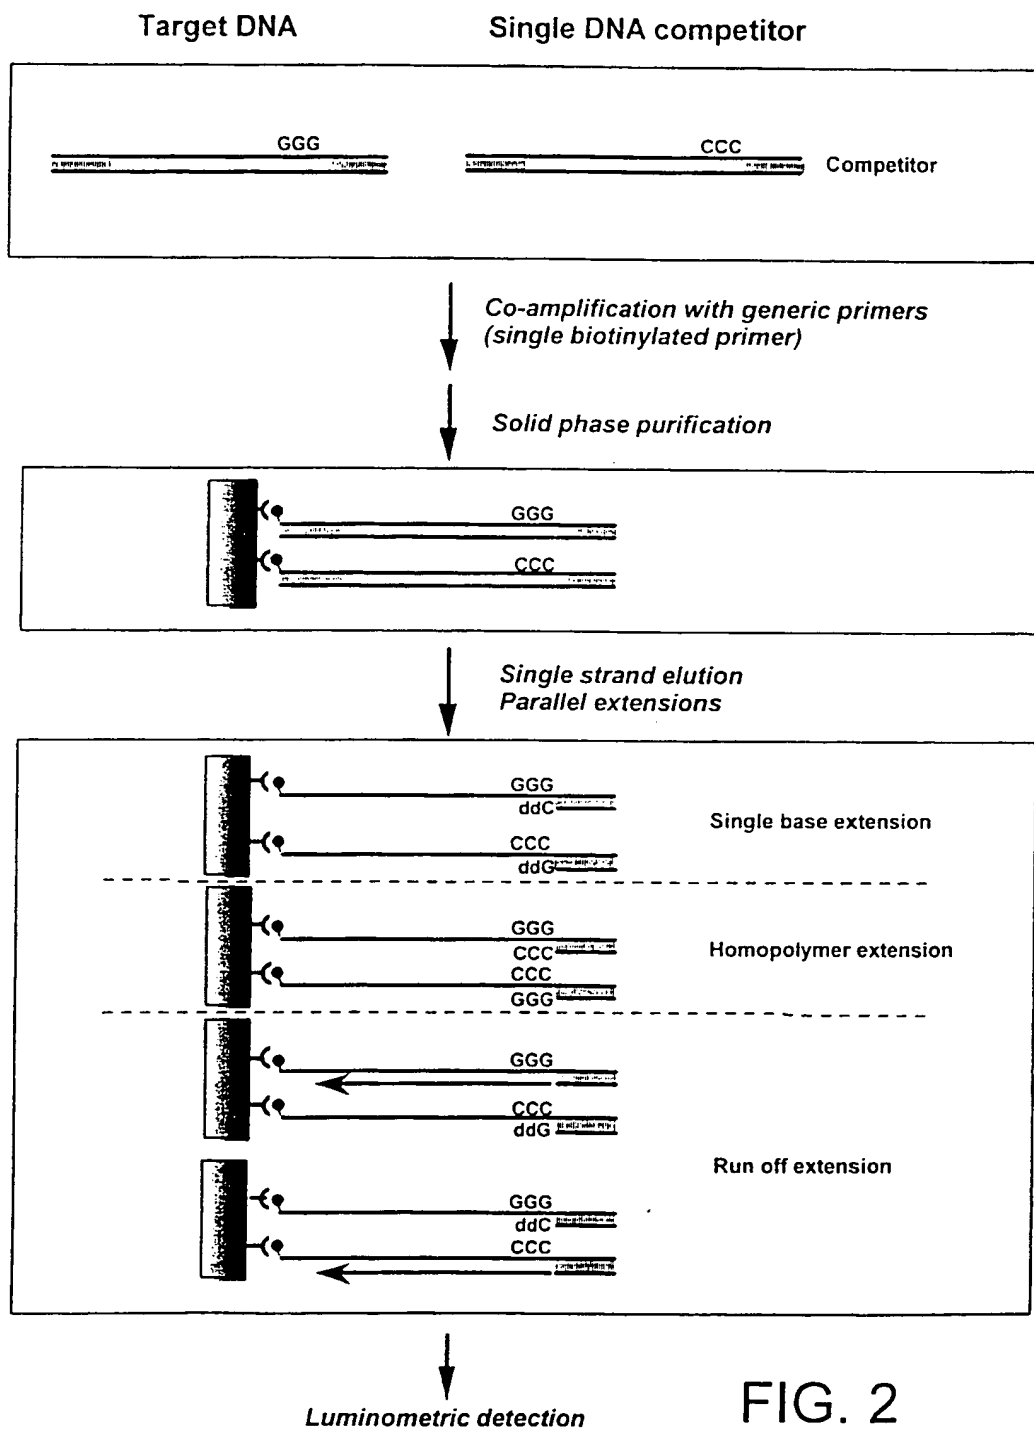 Target DNA Single DNA competitor
GGG CCC Competitor
Co-amplification with generic primers
(single biotinylated primer)
Solid phase purification
GGG
CCC
Single strand elution
Parallel extensions
GGG
ddC
Single base extension
CCC
ddG
GGG
CCC
Homopolymer extension
CCC
GGG
GGG
CCC
ddG
Run off extension
GGG
ddC
CCC
Luminometric detection
FIG. 2